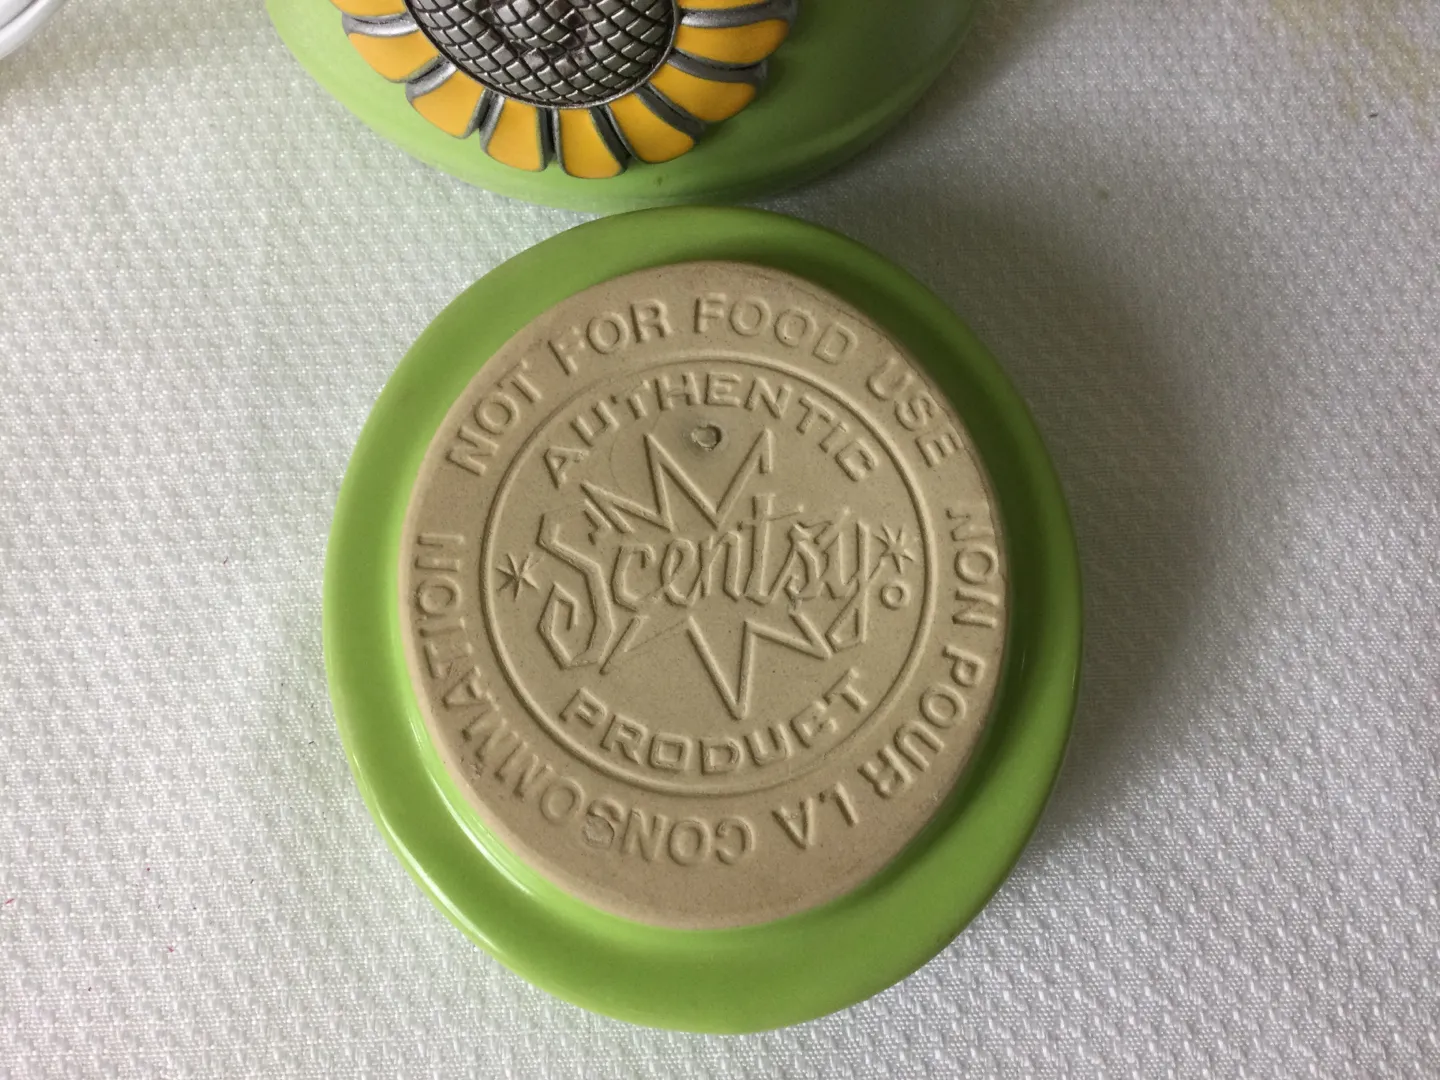 NOT FOR FOOD USE
NON POUR LA CONSOMMATION
AUTHENTIC
Scentsy
PRODUCT